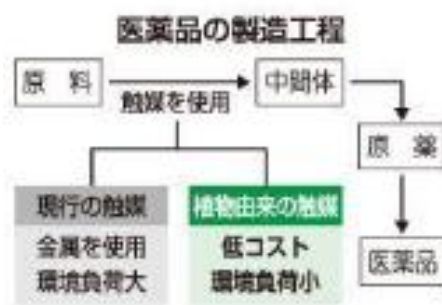 医薬品の製造工程
原料
中間体
触媒を使用
原薬
現行の触媒
金属を使用
環境負荷大
植物由来の触媒
低コスト
環境負荷小
医薬品